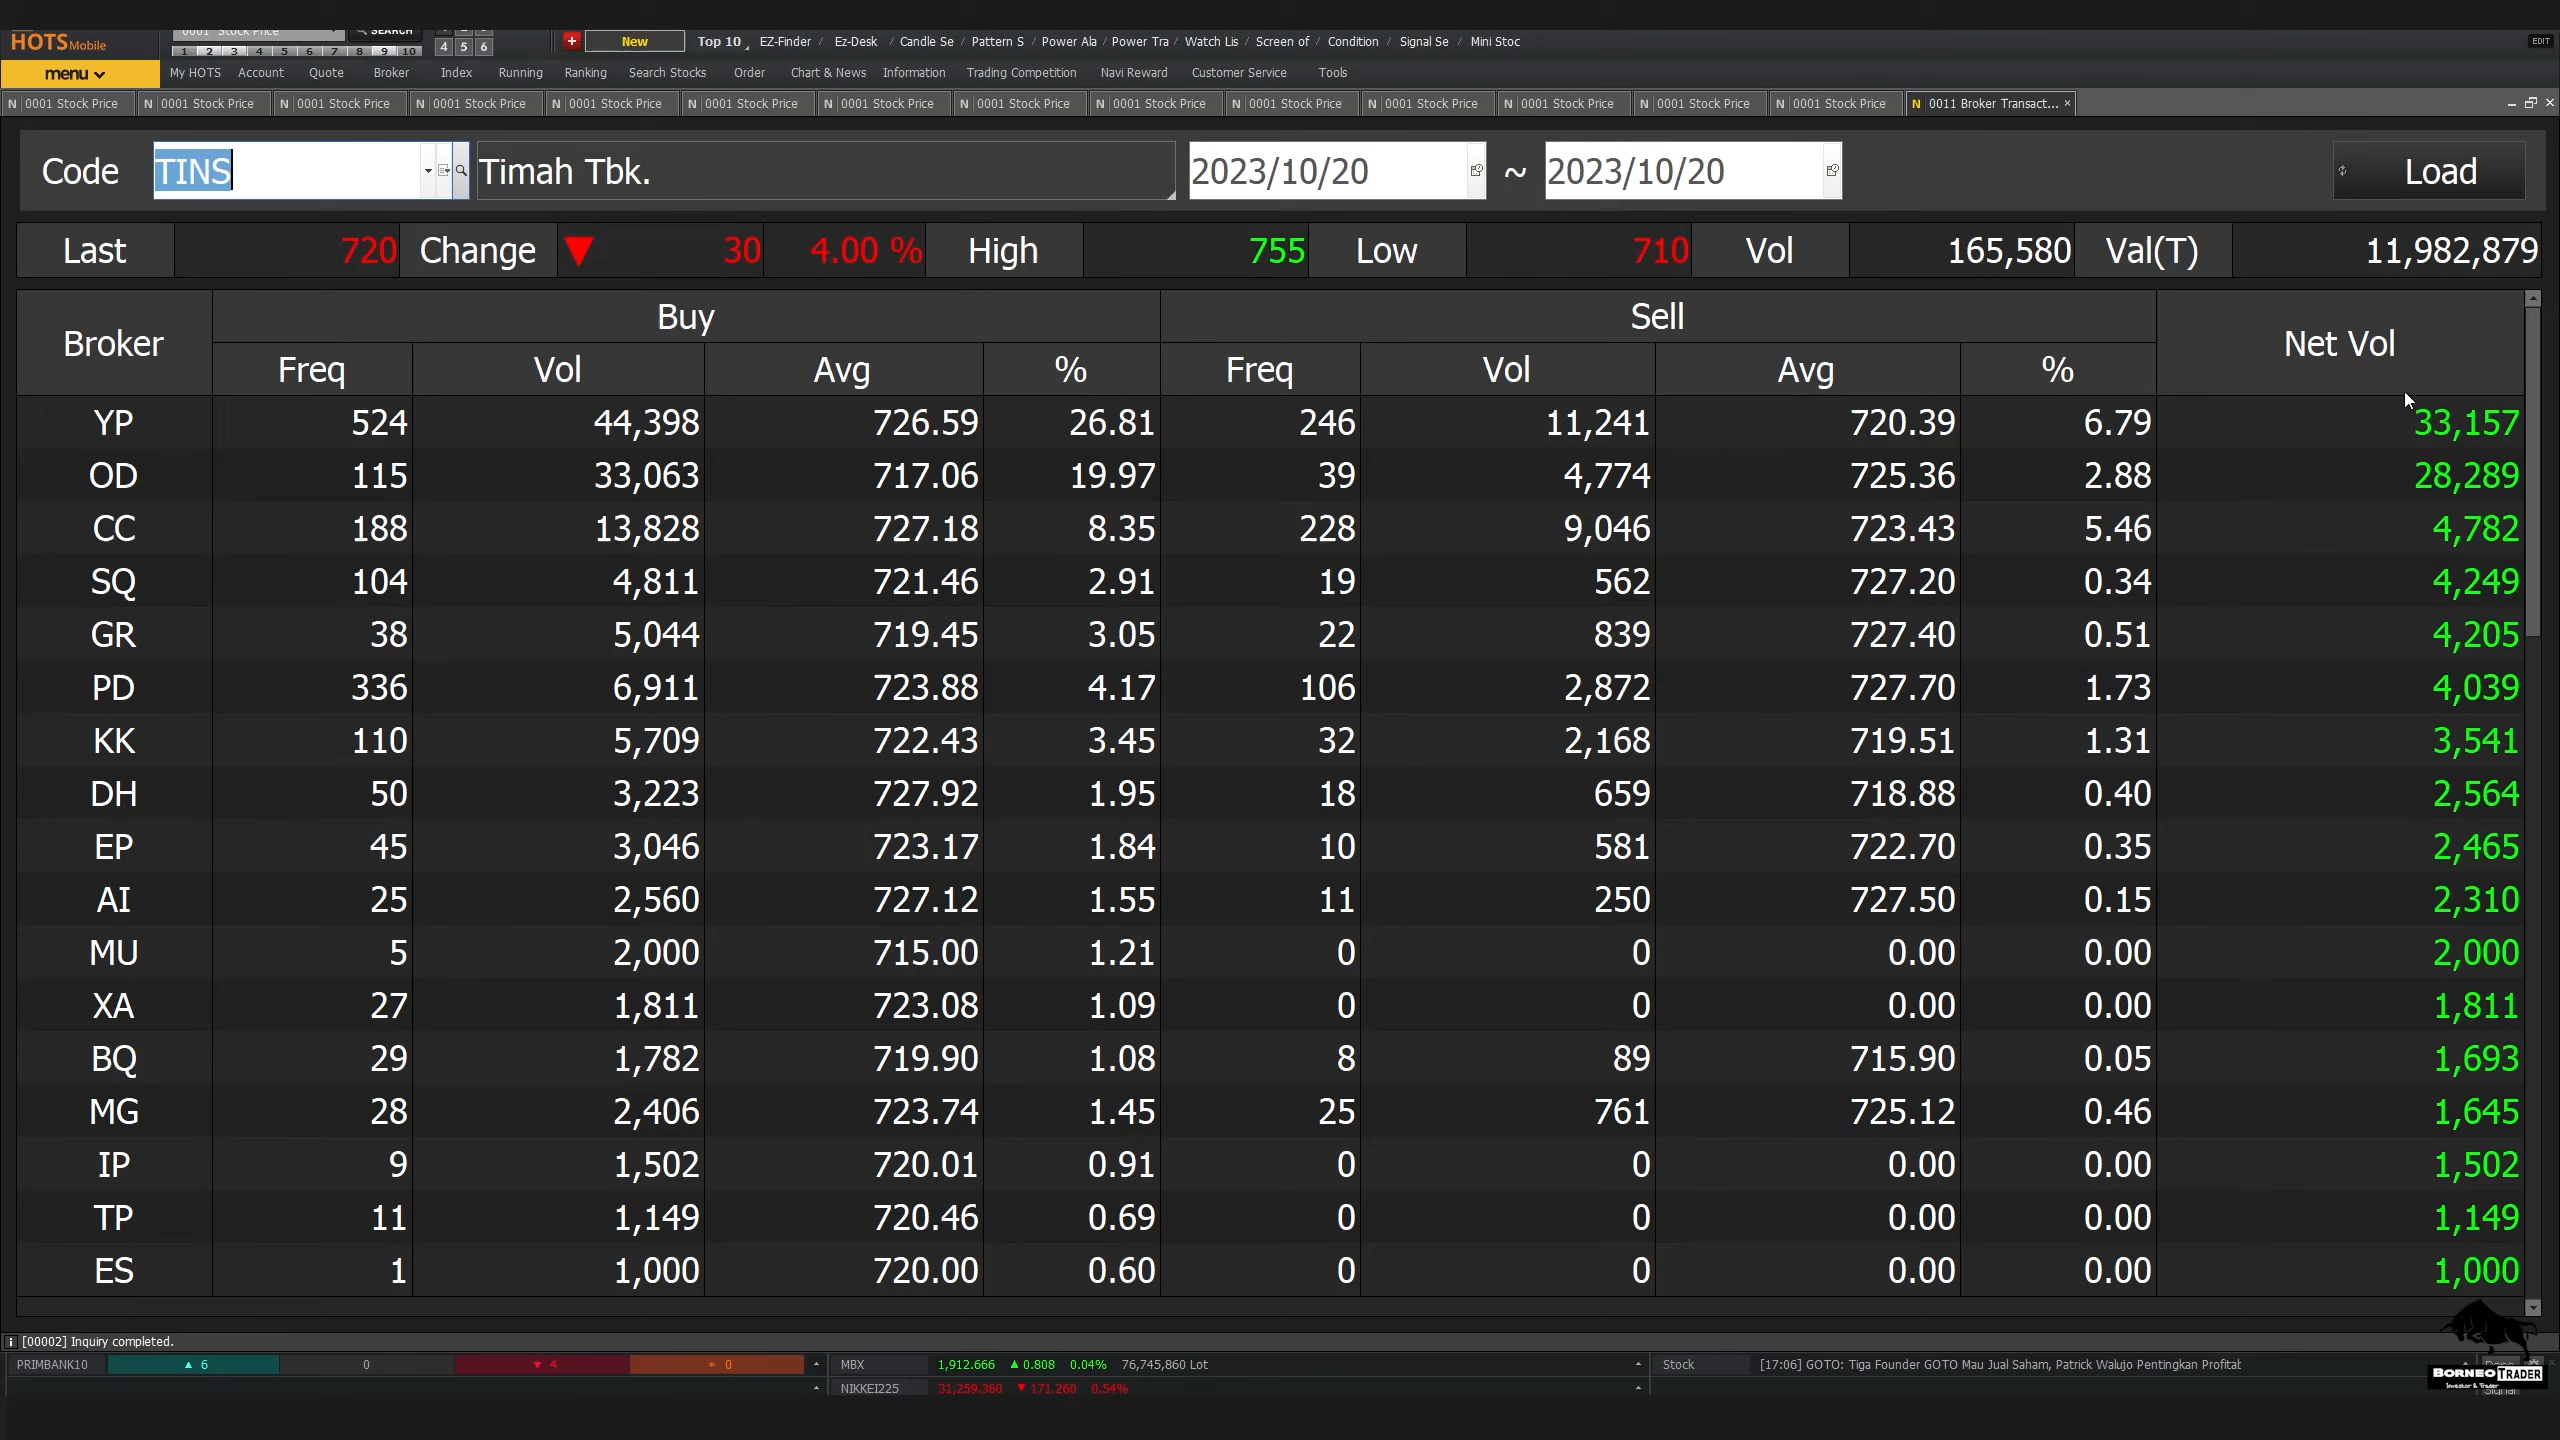 HOTS Mobile
0001 Stock Price SEARCH
1 2 3 4 5 6 7 8 9 10 4 5 6
New Top 10 EZ-Finder / Ez-Desk / Candle Se / Pattern S / Power Ala / Power Tra / Watch Lis / Screen of / Condition / Signal Se / Mini Stoc EDIT
menu My HOTS Account Quote Broker Index Running Ranking Search Stocks Order Chart & News Information Trading Competition Navi Reward Customer Service Tools
N 0001 Stock Price N 0001 Stock Price N 0001 Stock Price N 0001 Stock Price N 0001 Stock Price N 0001 Stock Price N 0001 Stock Price N 0001 Stock Price N 0001 Stock Price N 0001 Stock Price N 0001 Stock Price N 0001 Stock Price N 0001 Stock Price N 0001 Stock Price N 0011 Broker Transact... ×
Code TINS Timah Tbk. 2023/10/20 ~ 2023/10/20 Load
Last 720 Change ▼ 30 4.00 % High 755 Low 710 Vol 165,580 Val(T) 11,982,879
Broker Buy Sell Net Vol
Freq Vol Avg % Freq Vol Avg %
YP 524 44,398 726.59 26.81 246 11,241 720.39 6.79 33,157
OD 115 33,063 717.06 19.97 39 4,774 725.36 2.88 28,289
CC 188 13,828 727.18 8.35 228 9,046 723.43 5.46 4,782
SQ 104 4,811 721.46 2.91 19 562 727.20 0.34 4,249
GR 38 5,044 719.45 3.05 22 839 727.40 0.51 4,205
PD 336 6,911 723.88 4.17 106 2,872 727.70 1.73 4,039
KK 110 5,709 722.43 3.45 32 2,168 719.51 1.31 3,541
DH 50 3,223 727.92 1.95 18 659 718.88 0.40 2,564
EP 45 3,046 723.17 1.84 10 581 722.70 0.35 2,465
AI 25 2,560 727.12 1.55 11 250 727.50 0.15 2,310
MU 5 2,000 715.00 1.21 0 0 0.00 0.00 2,000
XA 27 1,811 723.08 1.09 0 0 0.00 0.00 1,811
BQ 29 1,782 719.90 1.08 8 89 715.90 0.05 1,693
MG 28 2,406 723.74 1.45 25 761 725.12 0.46 1,645
IP 9 1,502 720.01 0.91 0 0 0.00 0.00 1,502
TP 11 1,149 720.46 0.69 0 0 0.00 0.00 1,149
ES 1 1,000 720.00 0.60 0 0 0.00 0.00 1,000
[00002] Inquiry completed.
PRIMBANK10 ▲ 6 0 ▼ 4 0 MBX 1,912.666 ▲ 0.808 0.04% 76,745,860 Lot Stock [17:06] GOTO: Tiga Founder GOTO Mau Jual Saham, Patrick Walujo Pentingkan Profitab
BORNEO TRADER
Investor & Trader
NIKKEI225 31,259.360 ▼ 171.260 0.54%